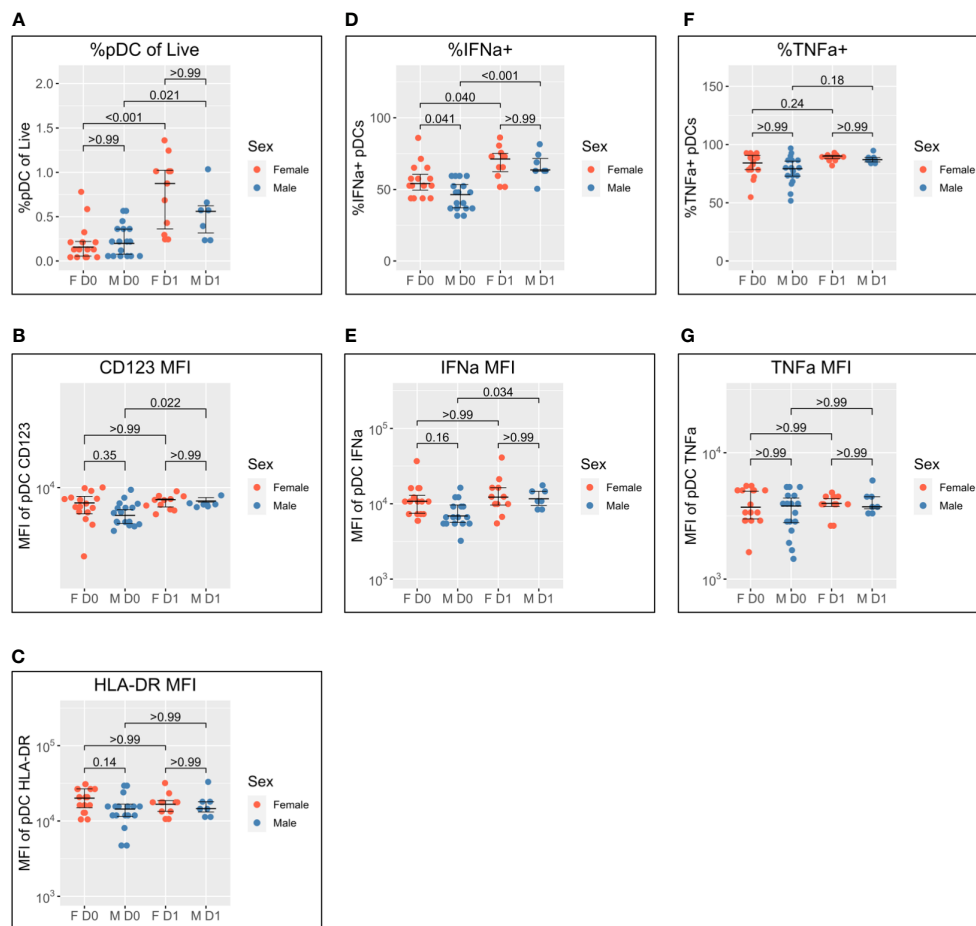 A
%pDC of Live
%pDC of Live
2.0
1.5
1.0
0.5
0.0
>0.99
0.021
<0.001
>0.99
F D0 M D0 F D1 M D1
Sex
Female
Male
D
%IFNa+
%IFNa+ pDCs
100
50
0
<0.001
0.040
0.041
>0.99
F D0 M D0 F D1 M D1
Sex
Female
Male
F
%TNFa+
%TNFa+ pDCs
150
100
50
0
0.18
0.24
>0.99
>0.99
F D0 M D0 F D1 M D1
Sex
Female
Male
B
CD123 MFI
MFI of pDC CD123
10⁴
0.022
>0.99
0.35
>0.99
F D0 M D0 F D1 M D1
Sex
Female
Male
E
IFNa MFI
MFI of pDC IFNa
10⁵
10⁴
10³
0.034
>0.99
0.16
>0.99
F D0 M D0 F D1 M D1
Sex
Female
Male
G
TNFa MFI
MFI of pDC TNFa
10⁴
10³
>0.99
>0.99
>0.99
>0.99
F D0 M D0 F D1 M D1
Sex
Female
Male
C
HLA-DR MFI
MFI of pDC HLA-DR
10⁵
10⁴
10³
>0.99
>0.99
0.14
>0.99
F D0 M D0 F D1 M D1
Sex
Female
Male